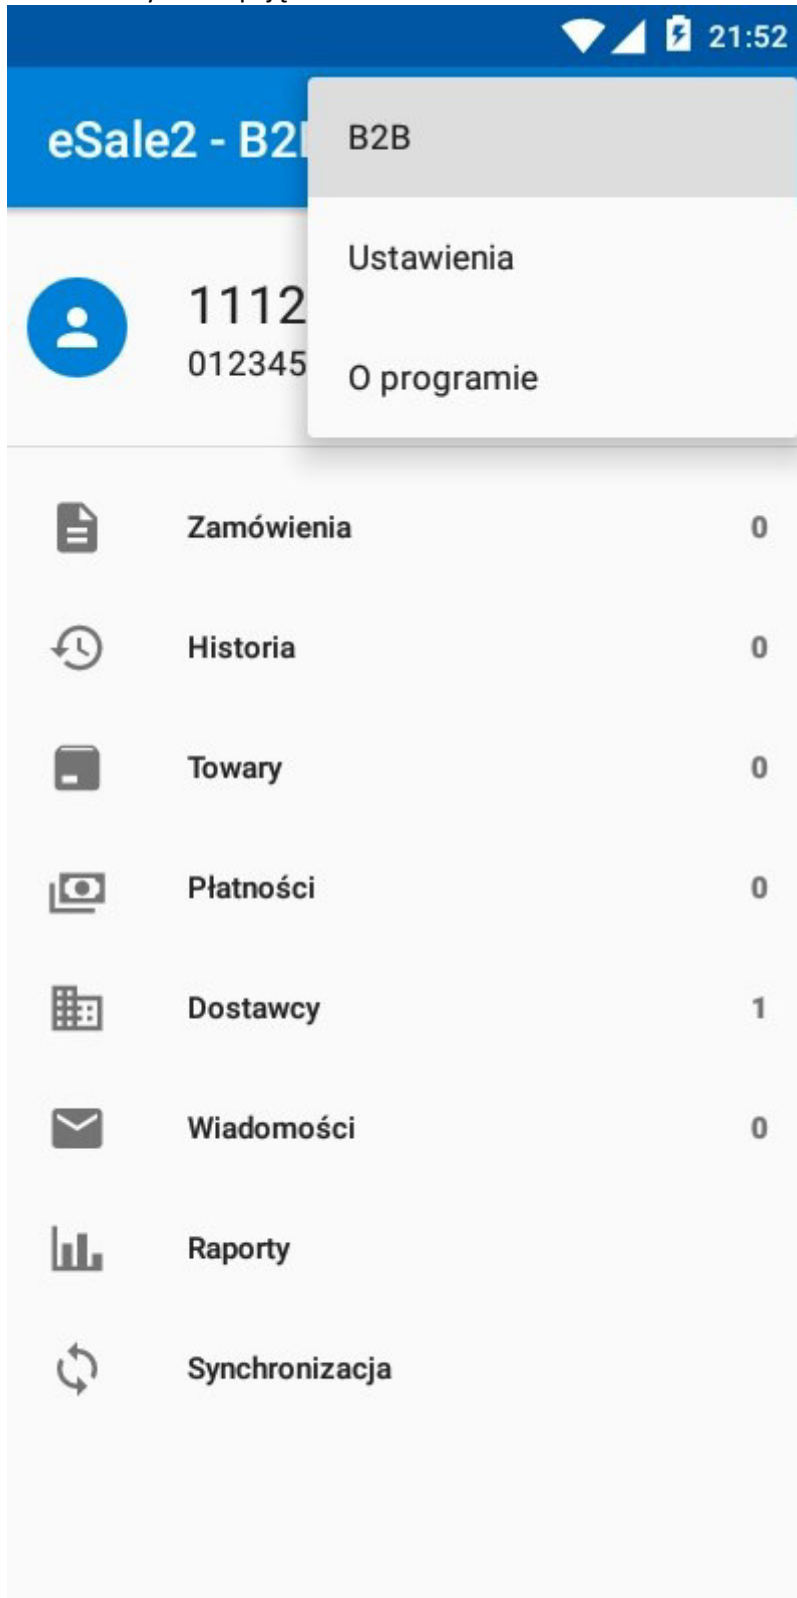 21:52
eSale2 - B2
B2B
Ustawienia
O programie
1112
012345
Zamówienia 0
Historia 0
Towary 0
Płatności 0
Dostawcy 1
Wiadomości 0
Raporty
Synchronizacja